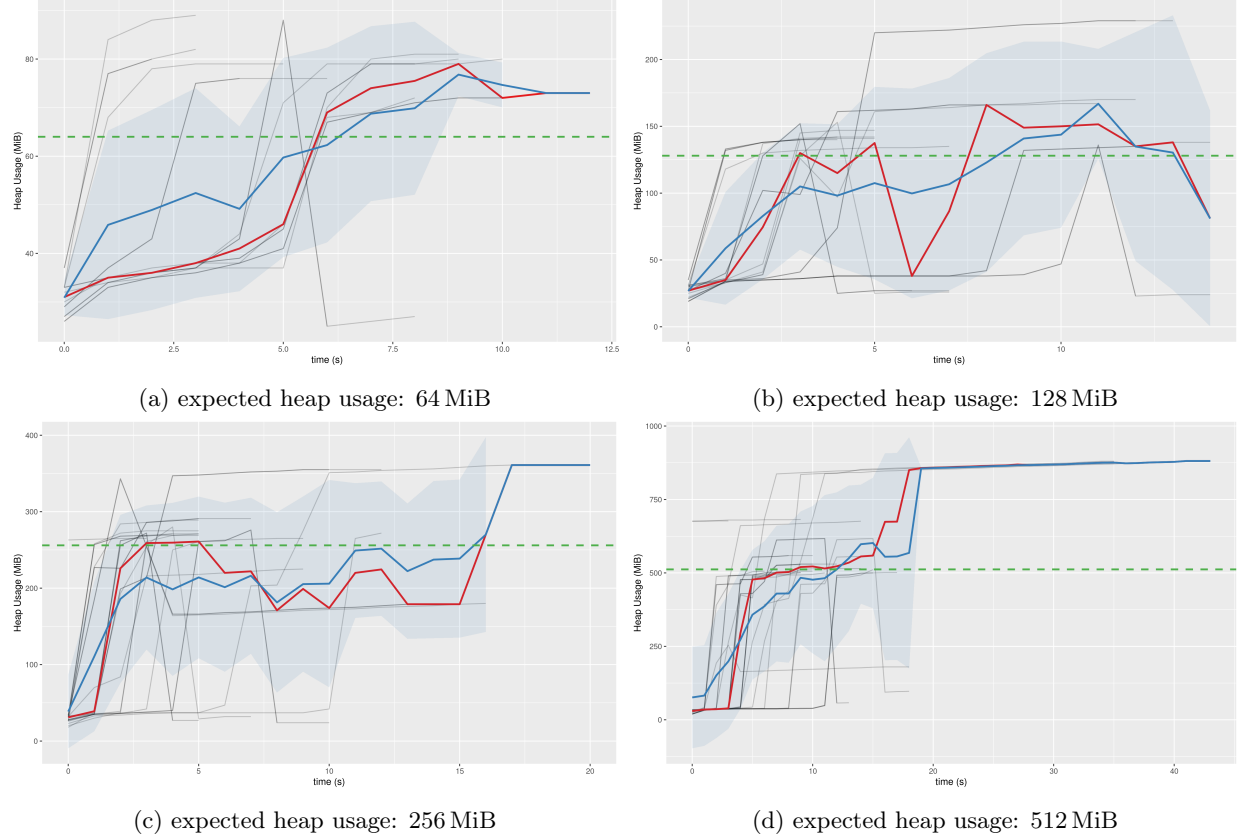 Heap Usage (MiB)
80
60
40
0.0 2.5 5.0 7.5 10.0 12.5
time (s)
(a) expected heap usage: 64 MiB
Heap Usage (MiB)
200
150
100
50
0
0 5 10
time (s)
(b) expected heap usage: 128 MiB
Heap Usage (MiB)
400
300
200
100
0
0 5 10 15 20
time (s)
(c) expected heap usage: 256 MiB
Heap Usage (MiB)
1000
750
500
250
0
0 10 20 30 40
time (s)
(d) expected heap usage: 512 MiB